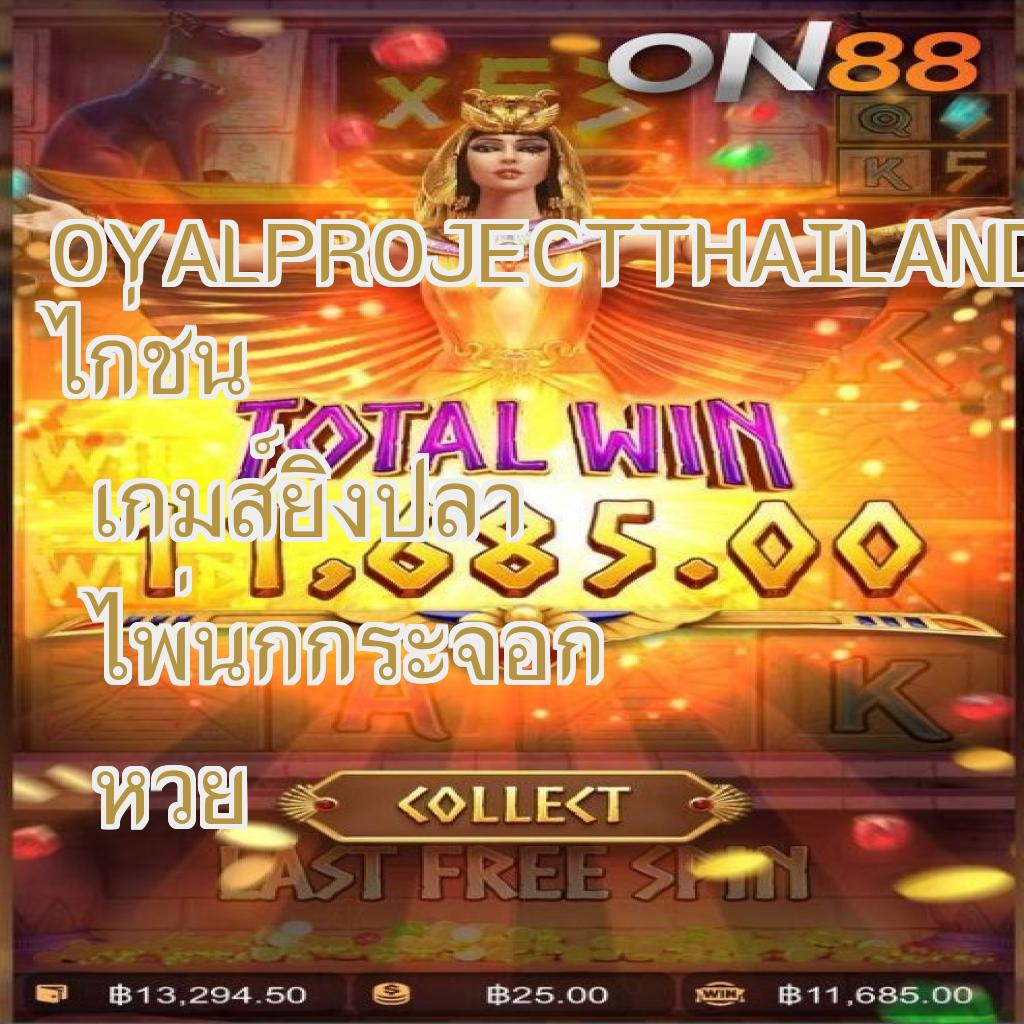 ON88
x53
Q 9
K 5
OYALPROJECTTHAILAND
ไก่ชน
TOTAL WIN
เกมส์ยิงปลา
11,685.00
ไพ่นกกระจอก
A K
หวย
COLLECT
LAST FREE SPIN
฿13,294.50 ฿25.00 WIN ฿11,685.00